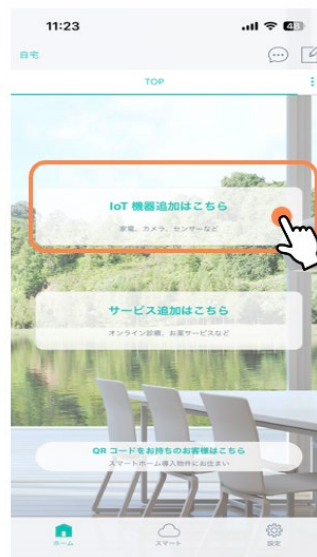 11:23
48
自宅
TOP
IoT 機器追加はこちら
家電、カメラ、センサーなど
サービス追加はこちら
オンライン診療、お薬サービスなど
QR コードをお持ちのお客様はこちら
スマートホーム導入物件にお住まい
ホーム
スマート
設定